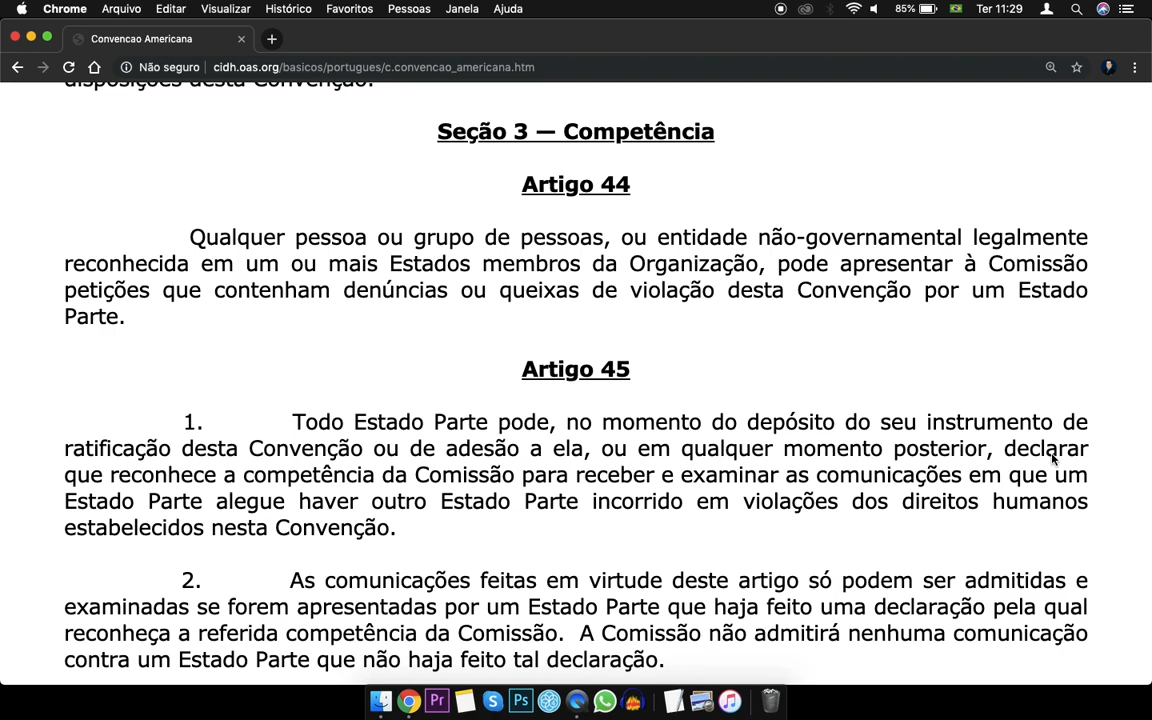 Chrome Arquivo Editar Visualizar Histórico Favoritos Pessoas Janela Ajuda 85% Ter 11:29
Convencao Americana
Não seguro cidh.oas.org/basicos/portugues/c.convencao_americana.htm
disposições desta Convenção.
Seção 3 — Competência
Artigo 44
Qualquer pessoa ou grupo de pessoas, ou entidade não-governamental legalmente
reconhecida em um ou mais Estados membros da Organização, pode apresentar à Comissão
petições que contenham denúncias ou queixas de violação desta Convenção por um Estado
Parte.
Artigo 45
1. Todo Estado Parte pode, no momento do depósito do seu instrumento de
ratificação desta Convenção ou de adesão a ela, ou em qualquer momento posterior, declarar
que reconhece a competência da Comissão para receber e examinar as comunicações em que um
Estado Parte alegue haver outro Estado Parte incorrido em violações dos direitos humanos
estabelecidos nesta Convenção.
2. As comunicações feitas em virtude deste artigo só podem ser admitidas e
examinadas se forem apresentadas por um Estado Parte que haja feito uma declaração pela qual
reconheça a referida competência da Comissão. A Comissão não admitirá nenhuma comunicação
contra um Estado Parte que não haja feito tal declaração.
Pr S Ps